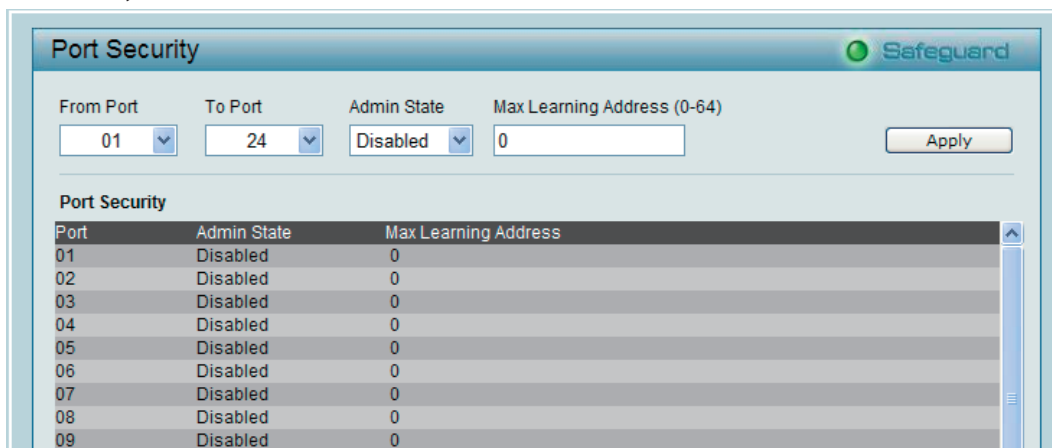 Port Security
Safeguard
From Port To Port Admin State Max Learning Address (0-64)
01 24 Disabled 0 Apply
Port Security
Port Admin State Max Learning Address
01 Disabled 0
02 Disabled 0
03 Disabled 0
04 Disabled 0
05 Disabled 0
06 Disabled 0
07 Disabled 0
08 Disabled 0
09 Disabled 0